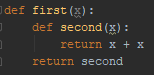 def first(x):
    def second(x):
        return x + x
    return second